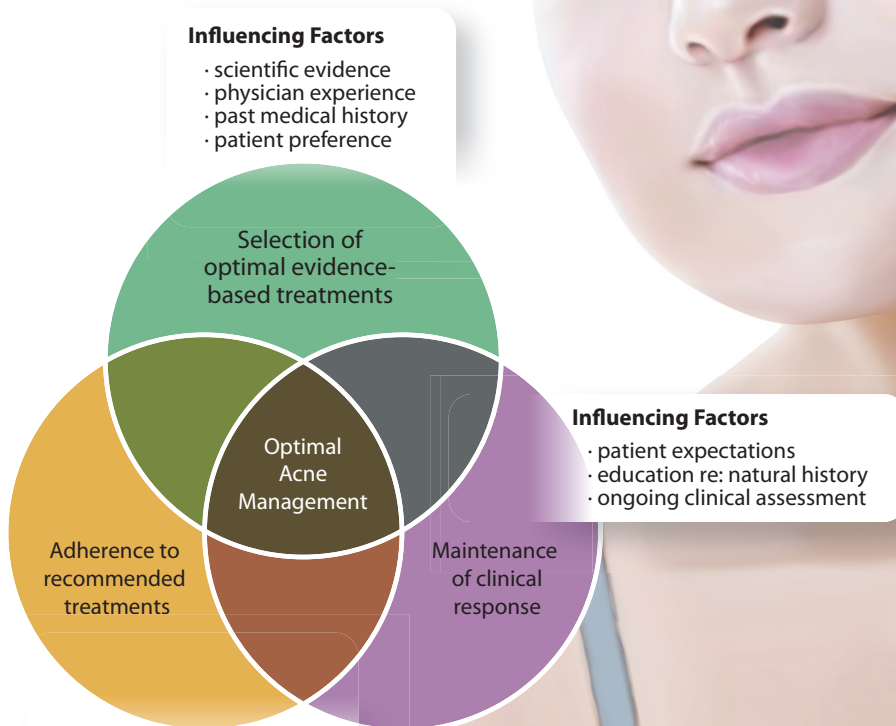 Influencing Factors
· scientific evidence
· physician experience
· past medical history
· patient preference
Selection of
optimal evidence-
based treatments
Influencing Factors
· patient expectations
· education re: natural history
· ongoing clinical assessment
Optimal
Acne
Management
Adherence to
recommended
treatments
Maintenance
of clinical
response